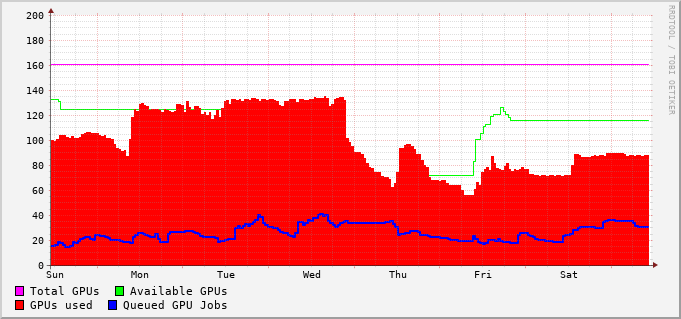 200
180
160
140
120
100
80
60
40
20
0
Sun Mon Tue Wed Thu Fri Sat
Total GPUs Available GPUs
GPUs used Queued GPU Jobs
RRDTOOL / TOBI OETIKER